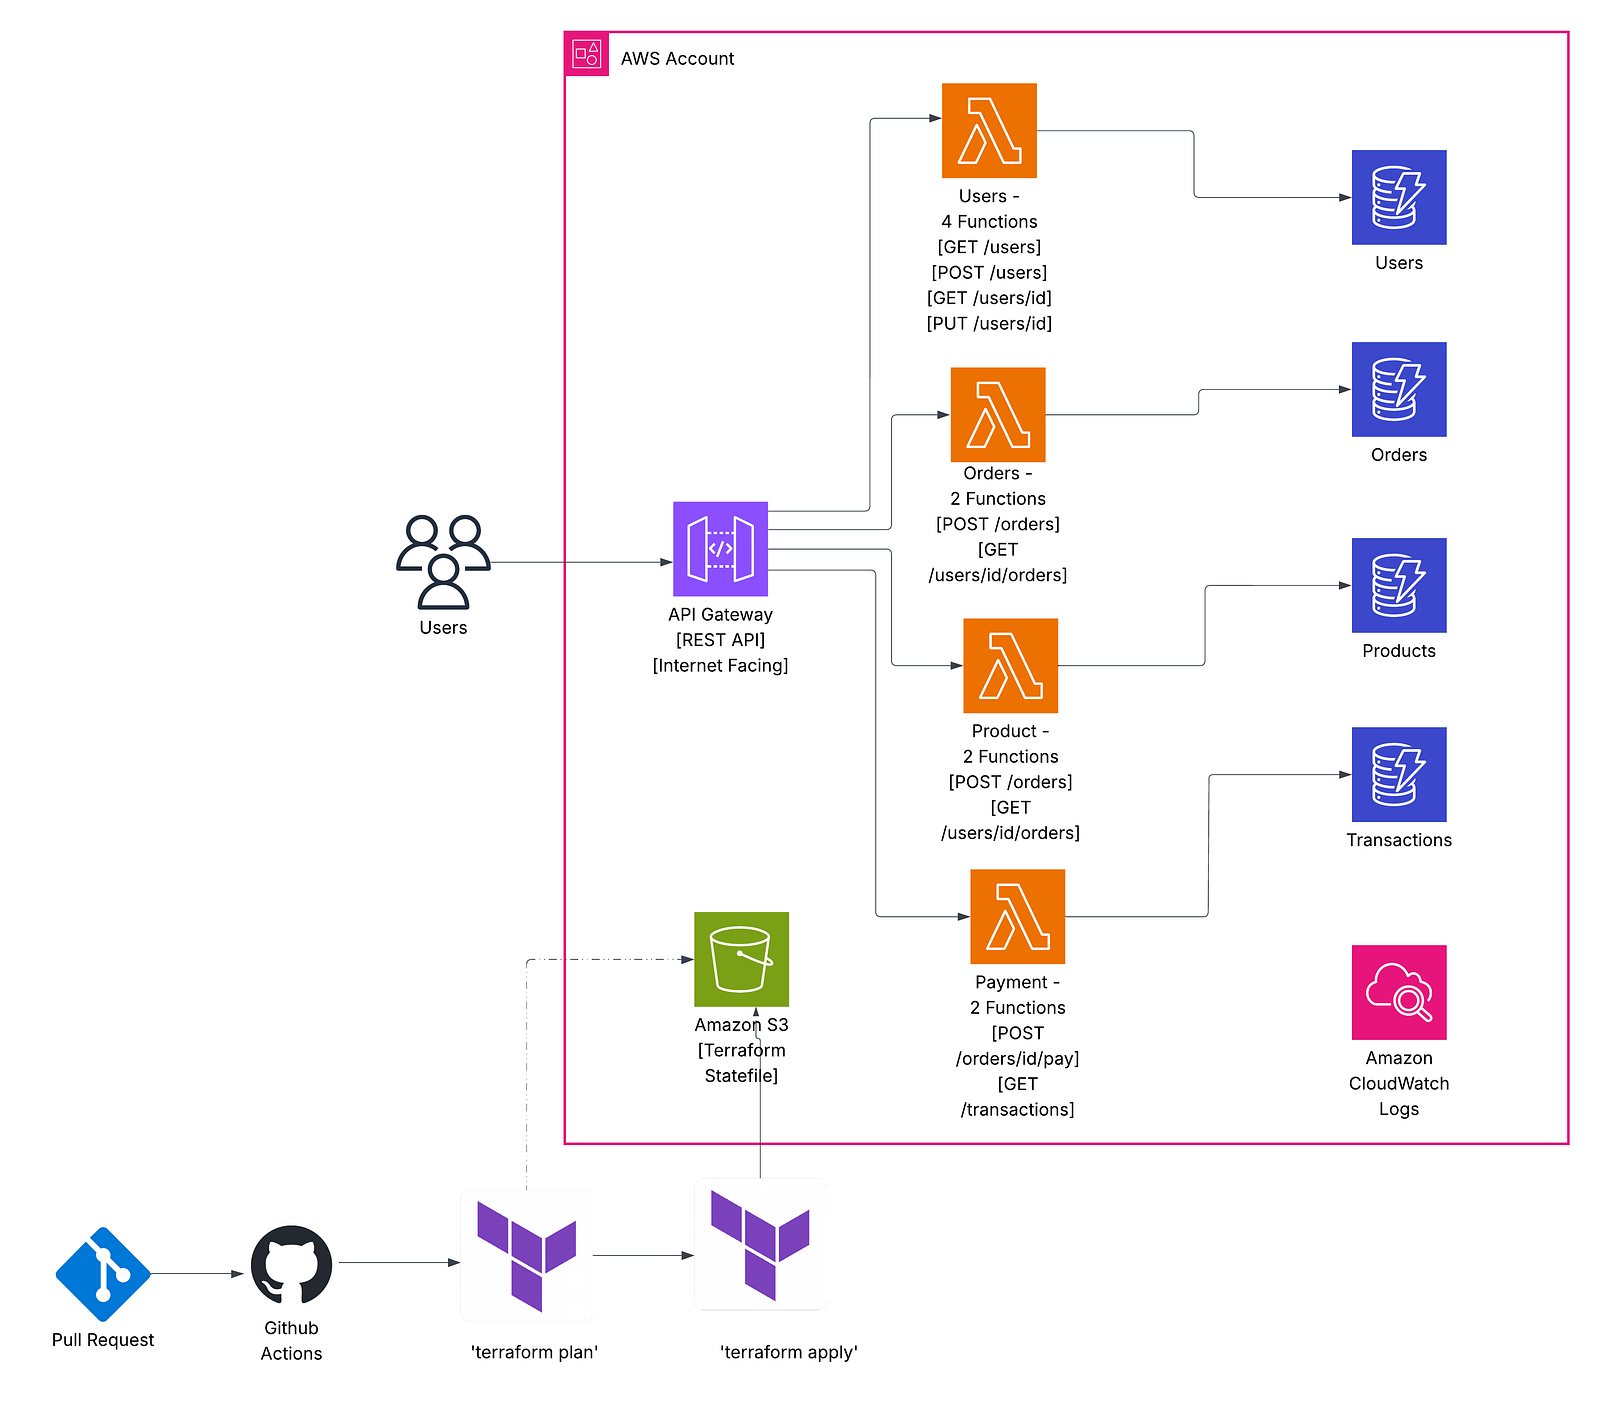 AWS Account
Users -
4 Functions
[GET /users]
[POST /users]
[GET /users/id]
[PUT /users/id]
Users
Orders -
2 Functions
[POST /orders]
[GET
/users/id/orders]
Orders
Users
API Gateway
[REST API]
[Internet Facing]
</>
Product -
2 Functions
[POST /orders]
[GET
/users/id/orders]
Products
Transactions
Payment -
2 Functions
[POST
/orders/id/pay]
[GET
/transactions]
Amazon S3
[Terraform
Statefile]
Amazon
CloudWatch
Logs
Pull Request
Github
Actions
'terraform plan'
'terraform apply'